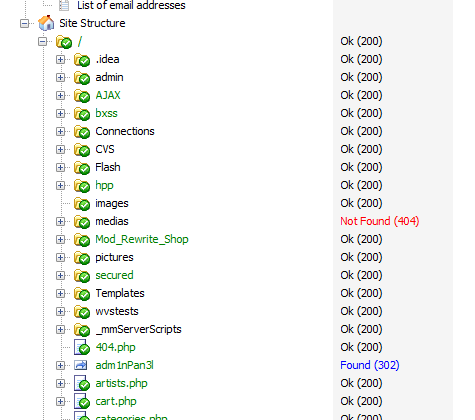 List of email addresses
Site Structure
/ Ok (200)
.idea Ok (200)
admin Ok (200)
AJAX Ok (200)
bxss Ok (200)
Connections Ok (200)
CVS Ok (200)
Flash Ok (200)
hpp Ok (200)
images Ok (200)
medias Not Found (404)
Mod_Rewrite_Shop Ok (200)
pictures Ok (200)
secured Ok (200)
Templates Ok (200)
wvstests Ok (200)
_mmServerScripts Ok (200)
404.php Ok (200)
adm1nPan3l Found (302)
artists.php Ok (200)
cart.php Ok (200)
categories.php Ok (200)